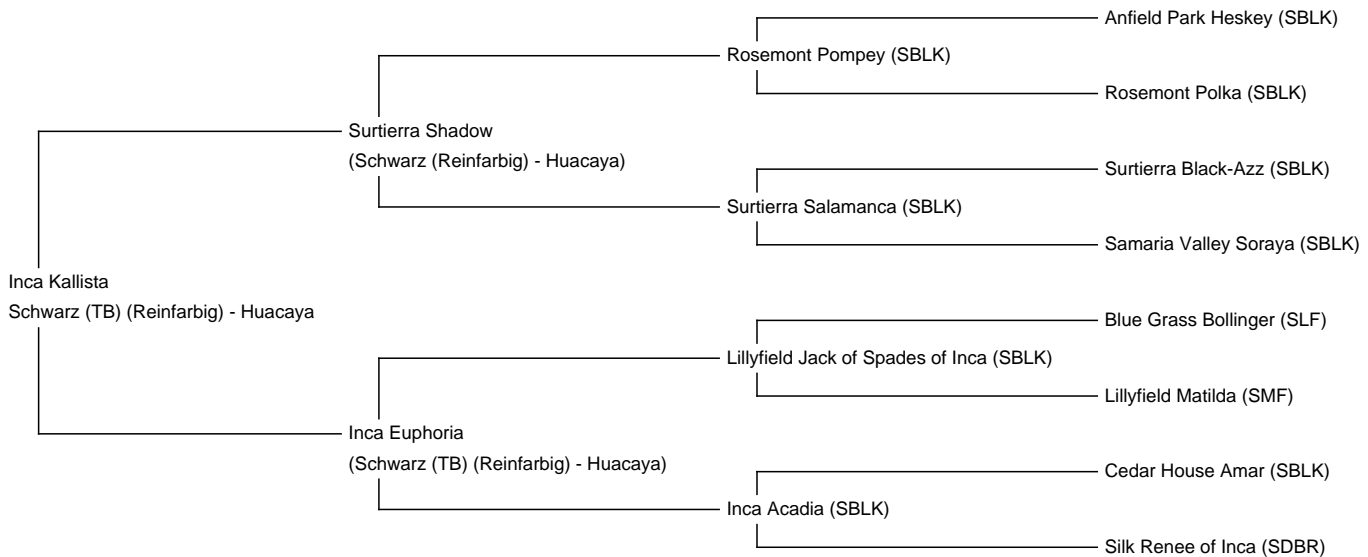 Anfield Park Heskey (SBLK)
Rosemont Pompey (SBLK)
Rosemont Polka (SBLK)
Surtierra Shadow
(Schwarz (Reinfarbig) - Huacaya)
Surtierra Black-Azz (SBLK)
Surtierra Salamanca (SBLK)
Samaria Valley Soraya (SBLK)
Inca Kallista
Schwarz (TB) (Reinfarbig) - Huacaya
Blue Grass Bollinger (SLF)
Lillyfield Jack of Spades of Inca (SBLK)
Lillyfield Matilda (SMF)
Inca Euphoria
(Schwarz (TB) (Reinfarbig) - Huacaya)
Cedar House Amar (SBLK)
Inca Acadia (SBLK)
Silk Renee of Inca (SDBR)